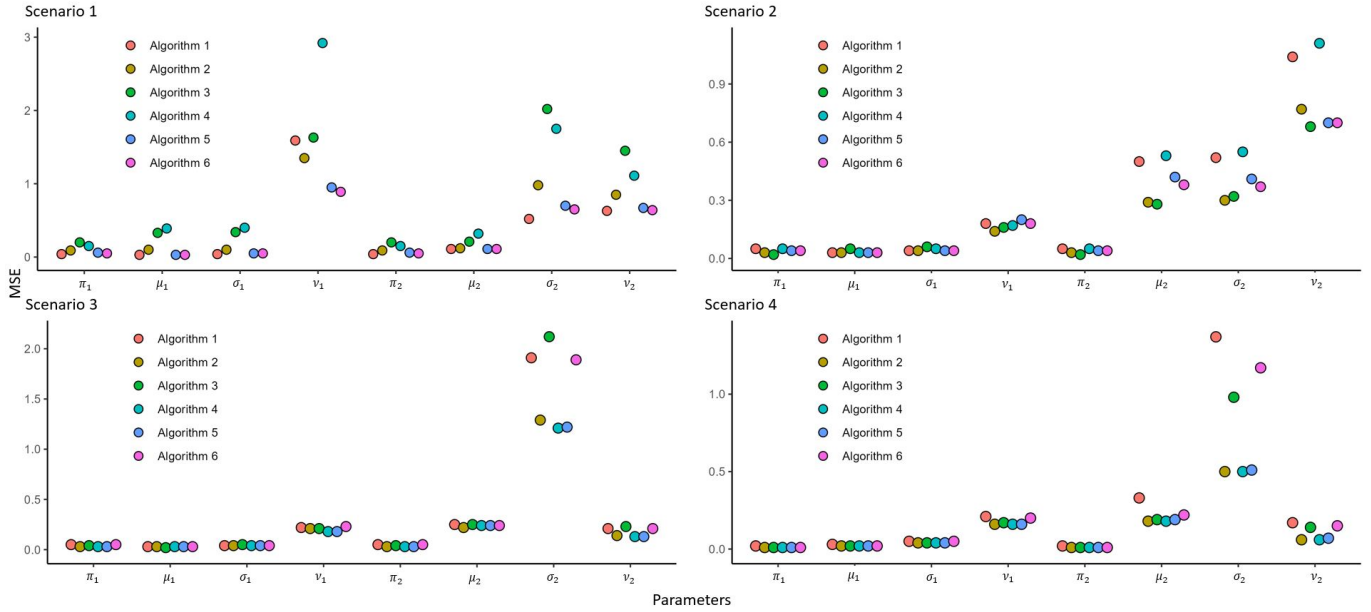 Scenario 1
3
2
1
0
Algorithm 1
Algorithm 2
Algorithm 3
Algorithm 4
Algorithm 5
Algorithm 6
π₁ μ₁ σ₁ ν₁ π₂ μ₂ σ₂ ν₂
Scenario 2
0.9
0.6
0.3
0.0
Algorithm 1
Algorithm 2
Algorithm 3
Algorithm 4
Algorithm 5
Algorithm 6
π₁ μ₁ σ₁ ν₁ π₂ μ₂ σ₂ ν₂
MSE
Scenario 3
2.0
1.5
1.0
0.5
0.0
Algorithm 1
Algorithm 2
Algorithm 3
Algorithm 4
Algorithm 5
Algorithm 6
π₁ μ₁ σ₁ ν₁ π₂ μ₂ σ₂ ν₂
Scenario 4
1.0
0.5
0.0
Algorithm 1
Algorithm 2
Algorithm 3
Algorithm 4
Algorithm 5
Algorithm 6
π₁ μ₁ σ₁ ν₁ π₂ μ₂ σ₂ ν₂
Parameters